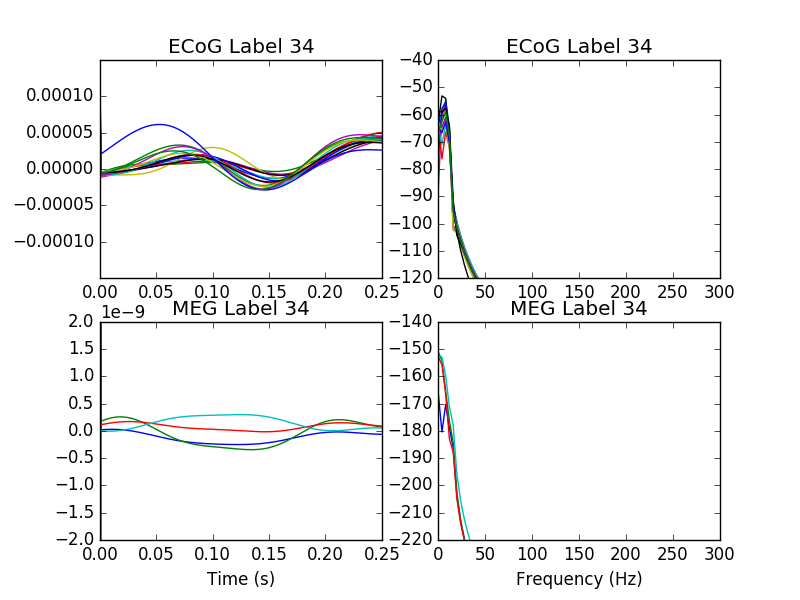 ECoG Label 34
0.00010
0.00005
0.00000
−0.00005
−0.00010
0.00 0.05 0.10 0.15 0.20 0.25
ECoG Label 34
−40
−50
−60
−70
−80
−90
−100
−110
−120
0 50 100 150 200 250 300
MEG Label 34
1e−9
2.0
1.5
1.0
0.5
0.0
−0.5
−1.0
−1.5
−2.0
0.00 0.05 0.10 0.15 0.20 0.25
Time (s)
MEG Label 34
−140
−150
−160
−170
−180
−190
−200
−210
−220
0 50 100 150 200 250 300
Frequency (Hz)